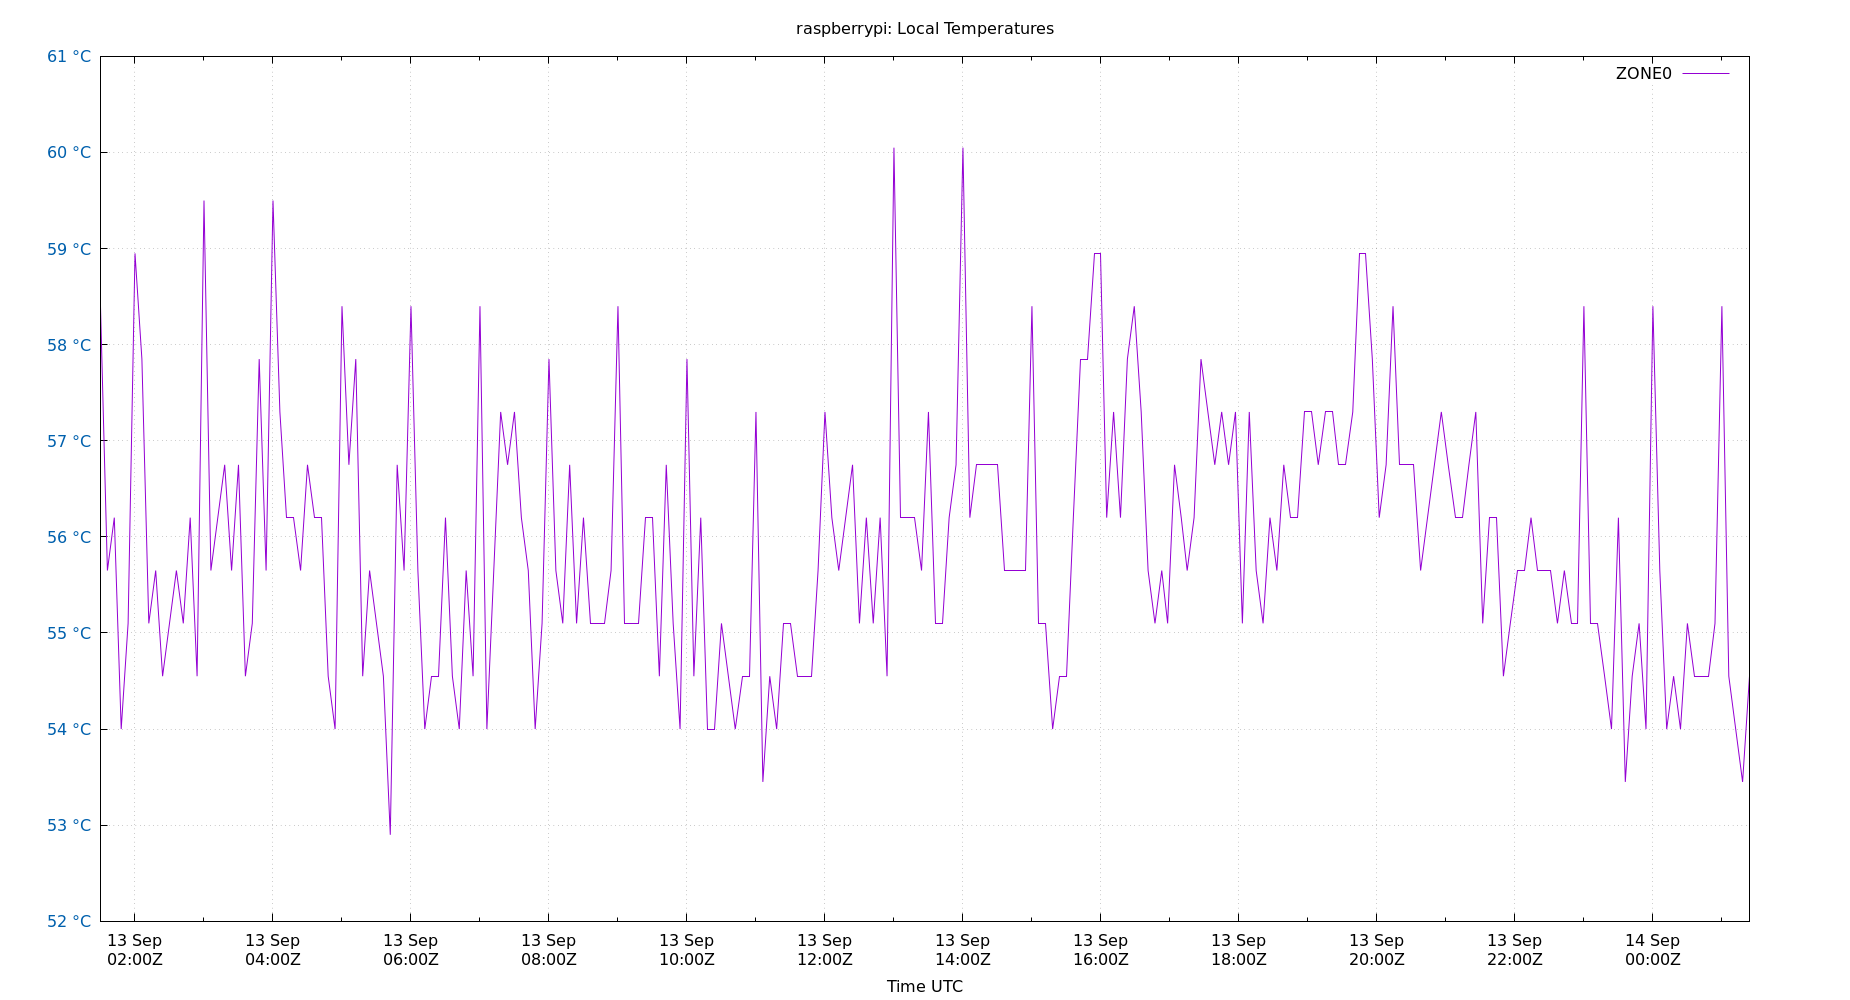 raspberrypi: Local Temperatures
61 °C
ZONE0
60 °C
59 °C
58 °C
57 °C
56 °C
55 °C
54 °C
53 °C
52 °C
13 Sep 13 Sep 13 Sep 13 Sep 13 Sep 13 Sep 13 Sep 13 Sep 13 Sep 13 Sep 13 Sep 14 Sep
02:00Z 04:00Z 06:00Z 08:00Z 10:00Z 12:00Z 14:00Z 16:00Z 18:00Z 20:00Z 22:00Z 00:00Z
Time UTC